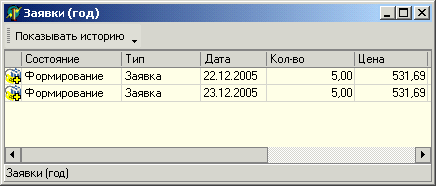 Заявки (год)
Показывать историю
Состояние Тип Дата Кол-во Цена
Формирование Заявка 22.12.2005 5,00 531,69
Формирование Заявка 23.12.2005 5,00 531,69
Заявки (год)